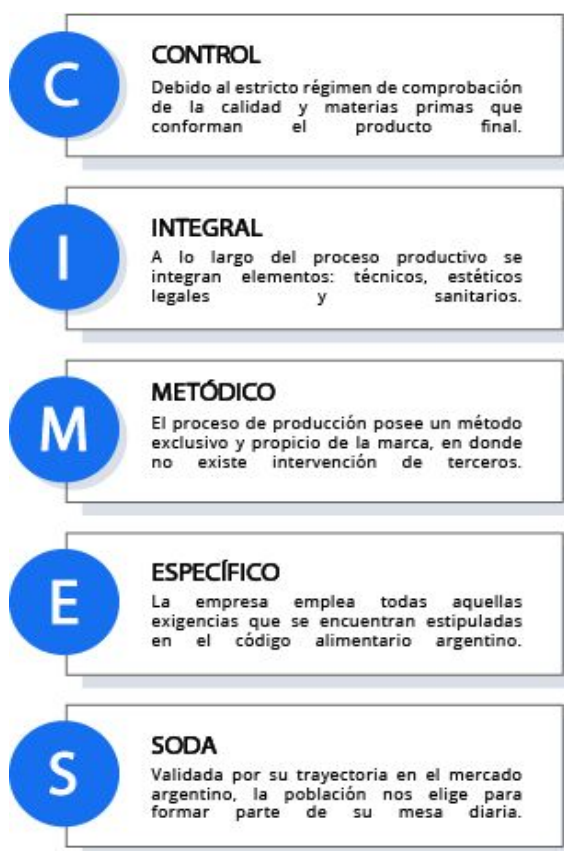 C
CONTROL
Debido al estricto régimen de comprobación
de la calidad y materias primas que
conforman el producto final.
I
INTEGRAL
A lo largo del proceso productivo se
integran elementos: técnicos, estéticos
legales y sanitarios.
M
METÓDICO
El proceso de producción posee un método
exclusivo y propicio de la marca, en donde
no existe intervención de terceros.
E
ESPECÍFICO
La empresa emplea todas aquellas
exigencias que se encuentran estipuladas
en el código alimentario argentino.
S
SODA
Validada por su trayectoria en el mercado
argentino, la población nos elige para
formar parte de su mesa diaria.